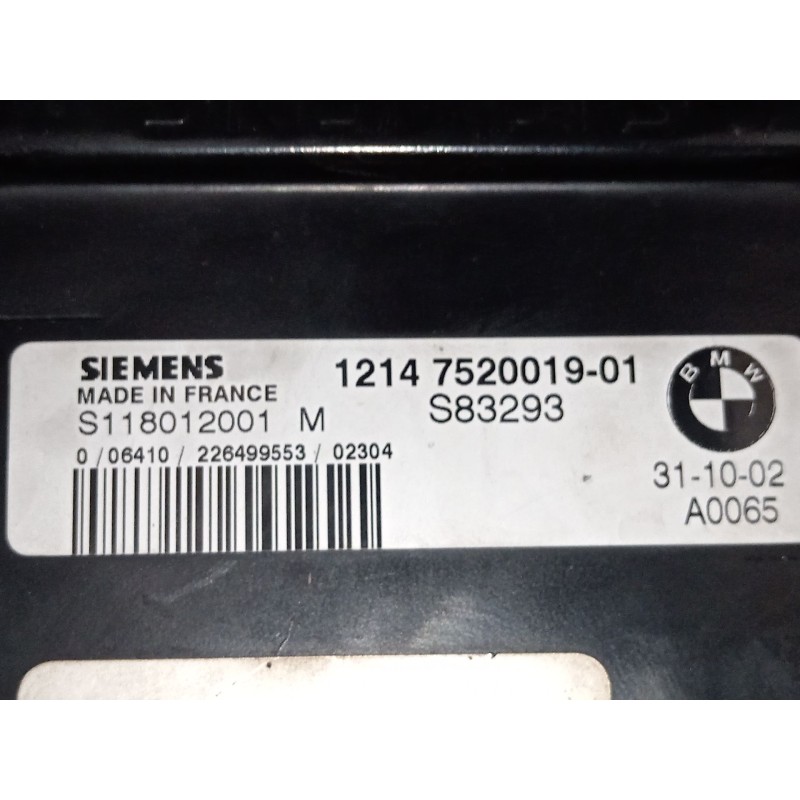 SIEMENS
MADE IN FRANCE
S118012001 M
0 / 06410 / 226499553 / 02304
1214 7520019-01
S83293
BMW
31-10-02
A0065